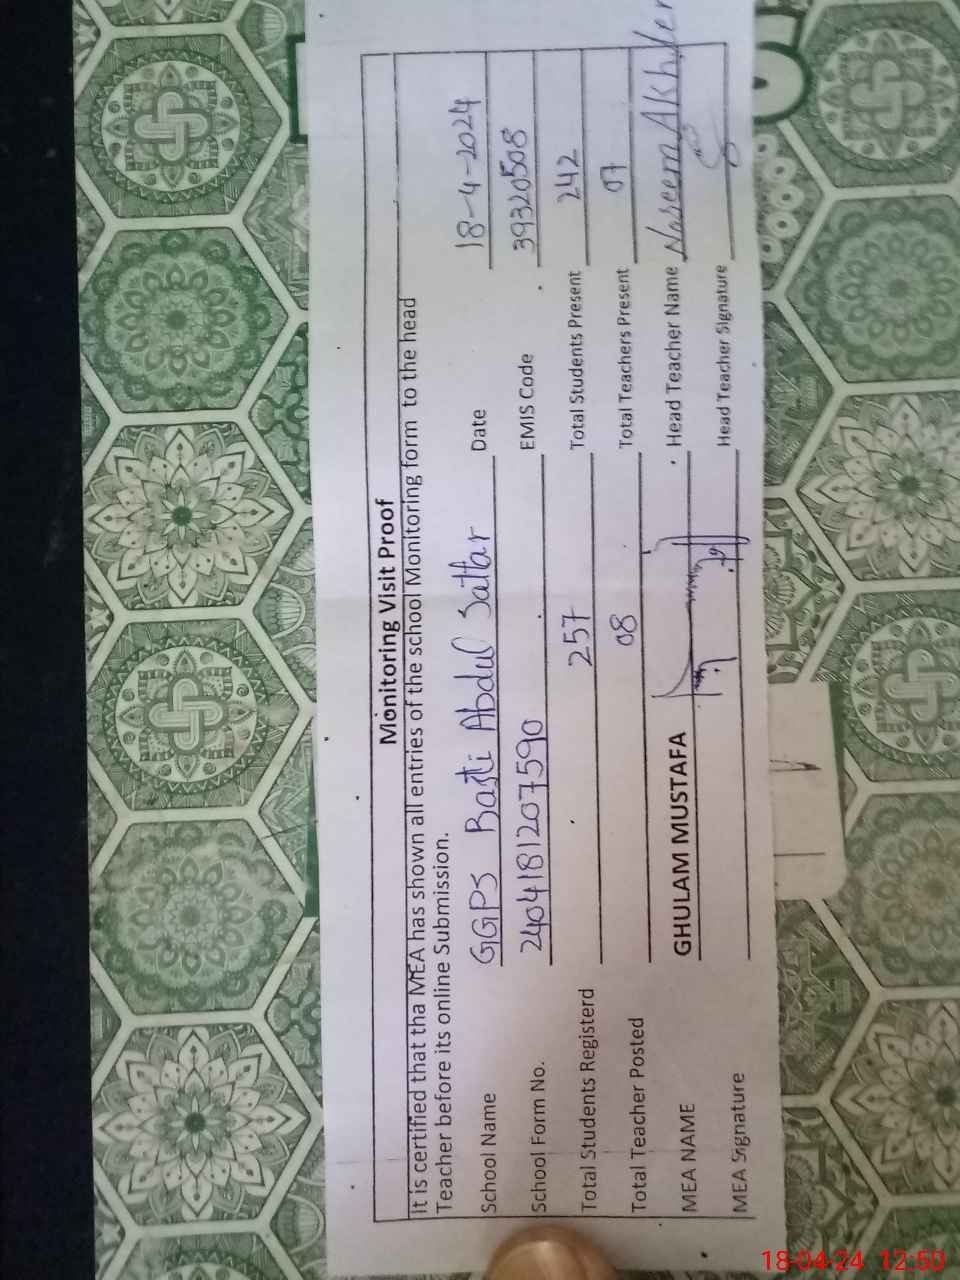 Monitoring Visit Proof
It is certified that tha MEA has shown all entries of the school Monitoring form to the head
Teacher before its online Submission.
School Name GGPS Basti Abdul Sattar Date 18-4-2024
School Form No. 2404181207590 EMIS Code 39320508
Total Students Registerd 257 Total Students Present 242
Total Teacher Posted 08 Total Teachers Present 07
MEA NAME GHULAM MUSTAFA Head Teacher Name Naseem Akhter
MEA Signature Head Teacher Signature
18-04-24 12:50